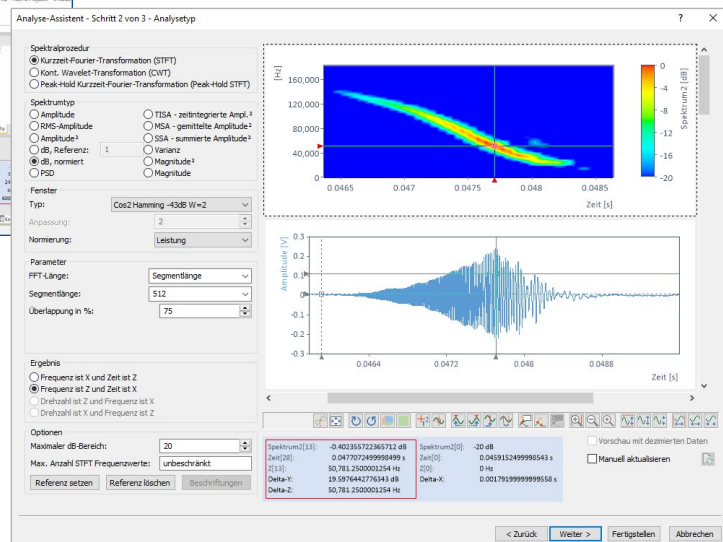 Analyse-Assistent - Schritt 2 von 3 - Analysetyp
Spektralprozedur
Kurzzeit-Fourier-Transformation (STFT)
Kont. Wavelet-Transformation (CWT)
Peak-Hold Kurzzeit-Fourier-Transformation (Peak-Hold STFT)
Spektrumtyp
Amplitude
TISA - zeitintegrierte Ampl.²
RMS-Amplitude
MSA - gemittelte Amplitude²
Amplitude²
SSA - summierte Amplitude²
dB, Referenz: 1
Varianz
dB, normiert
Magnitude²
PSD
Magnitude
Fenster
Typ: Cos2 Hamming -43dB W=2
Anpassung: 2
Normierung: Leistung
Parameter
FFT-Länge: Segmentlänge
Segmentlänge: 512
Überlappung in %: 75
Ergebnis
Frequenz ist X und Zeit ist Z
Frequenz ist Z und Zeit ist X
Drehzahl ist Z und Frequenz ist X
Drehzahl ist X und Frequenz ist Z
Optionen
Maximaler dB-Bereich: 20
Max. Anzahl STFT Frequenzwerte: unbeschränkt
Referenz setzen Referenz löschen Beschriftungen
[Hz]
160,000
120,000
80,000
40,000
0
0.0465 0.047 0.0475 0.048 0.0485
Zeit [s]
0
-4
-8
-12
-16
-20
Spektrum2 [dB]
Amplitude [V]
0.3
0.2
0.1
0
-0.1
-0.2
-0.3
0.0464 0.0472 0.048 0.0488
Zeit [s]
Spektrum2[13]: -0.402355722365712 dB Spektrum2[0]: -20 dB
Zeit[28]: 0.0477072499998499 s Zeit[0]: 0.0459152499998543 s
Z[13]: 50,781.2500001254 Hz Z[0]: 0 Hz
Delta-Y: 19.5976442776343 dB Delta-X: 0.00179199999999558 s
Delta-Z: 50,781.2500001254 Hz
Vorschau mit dezimierten Daten
Manuell aktualisieren
< Zurück Weiter > Fertigstellen Abbrechen